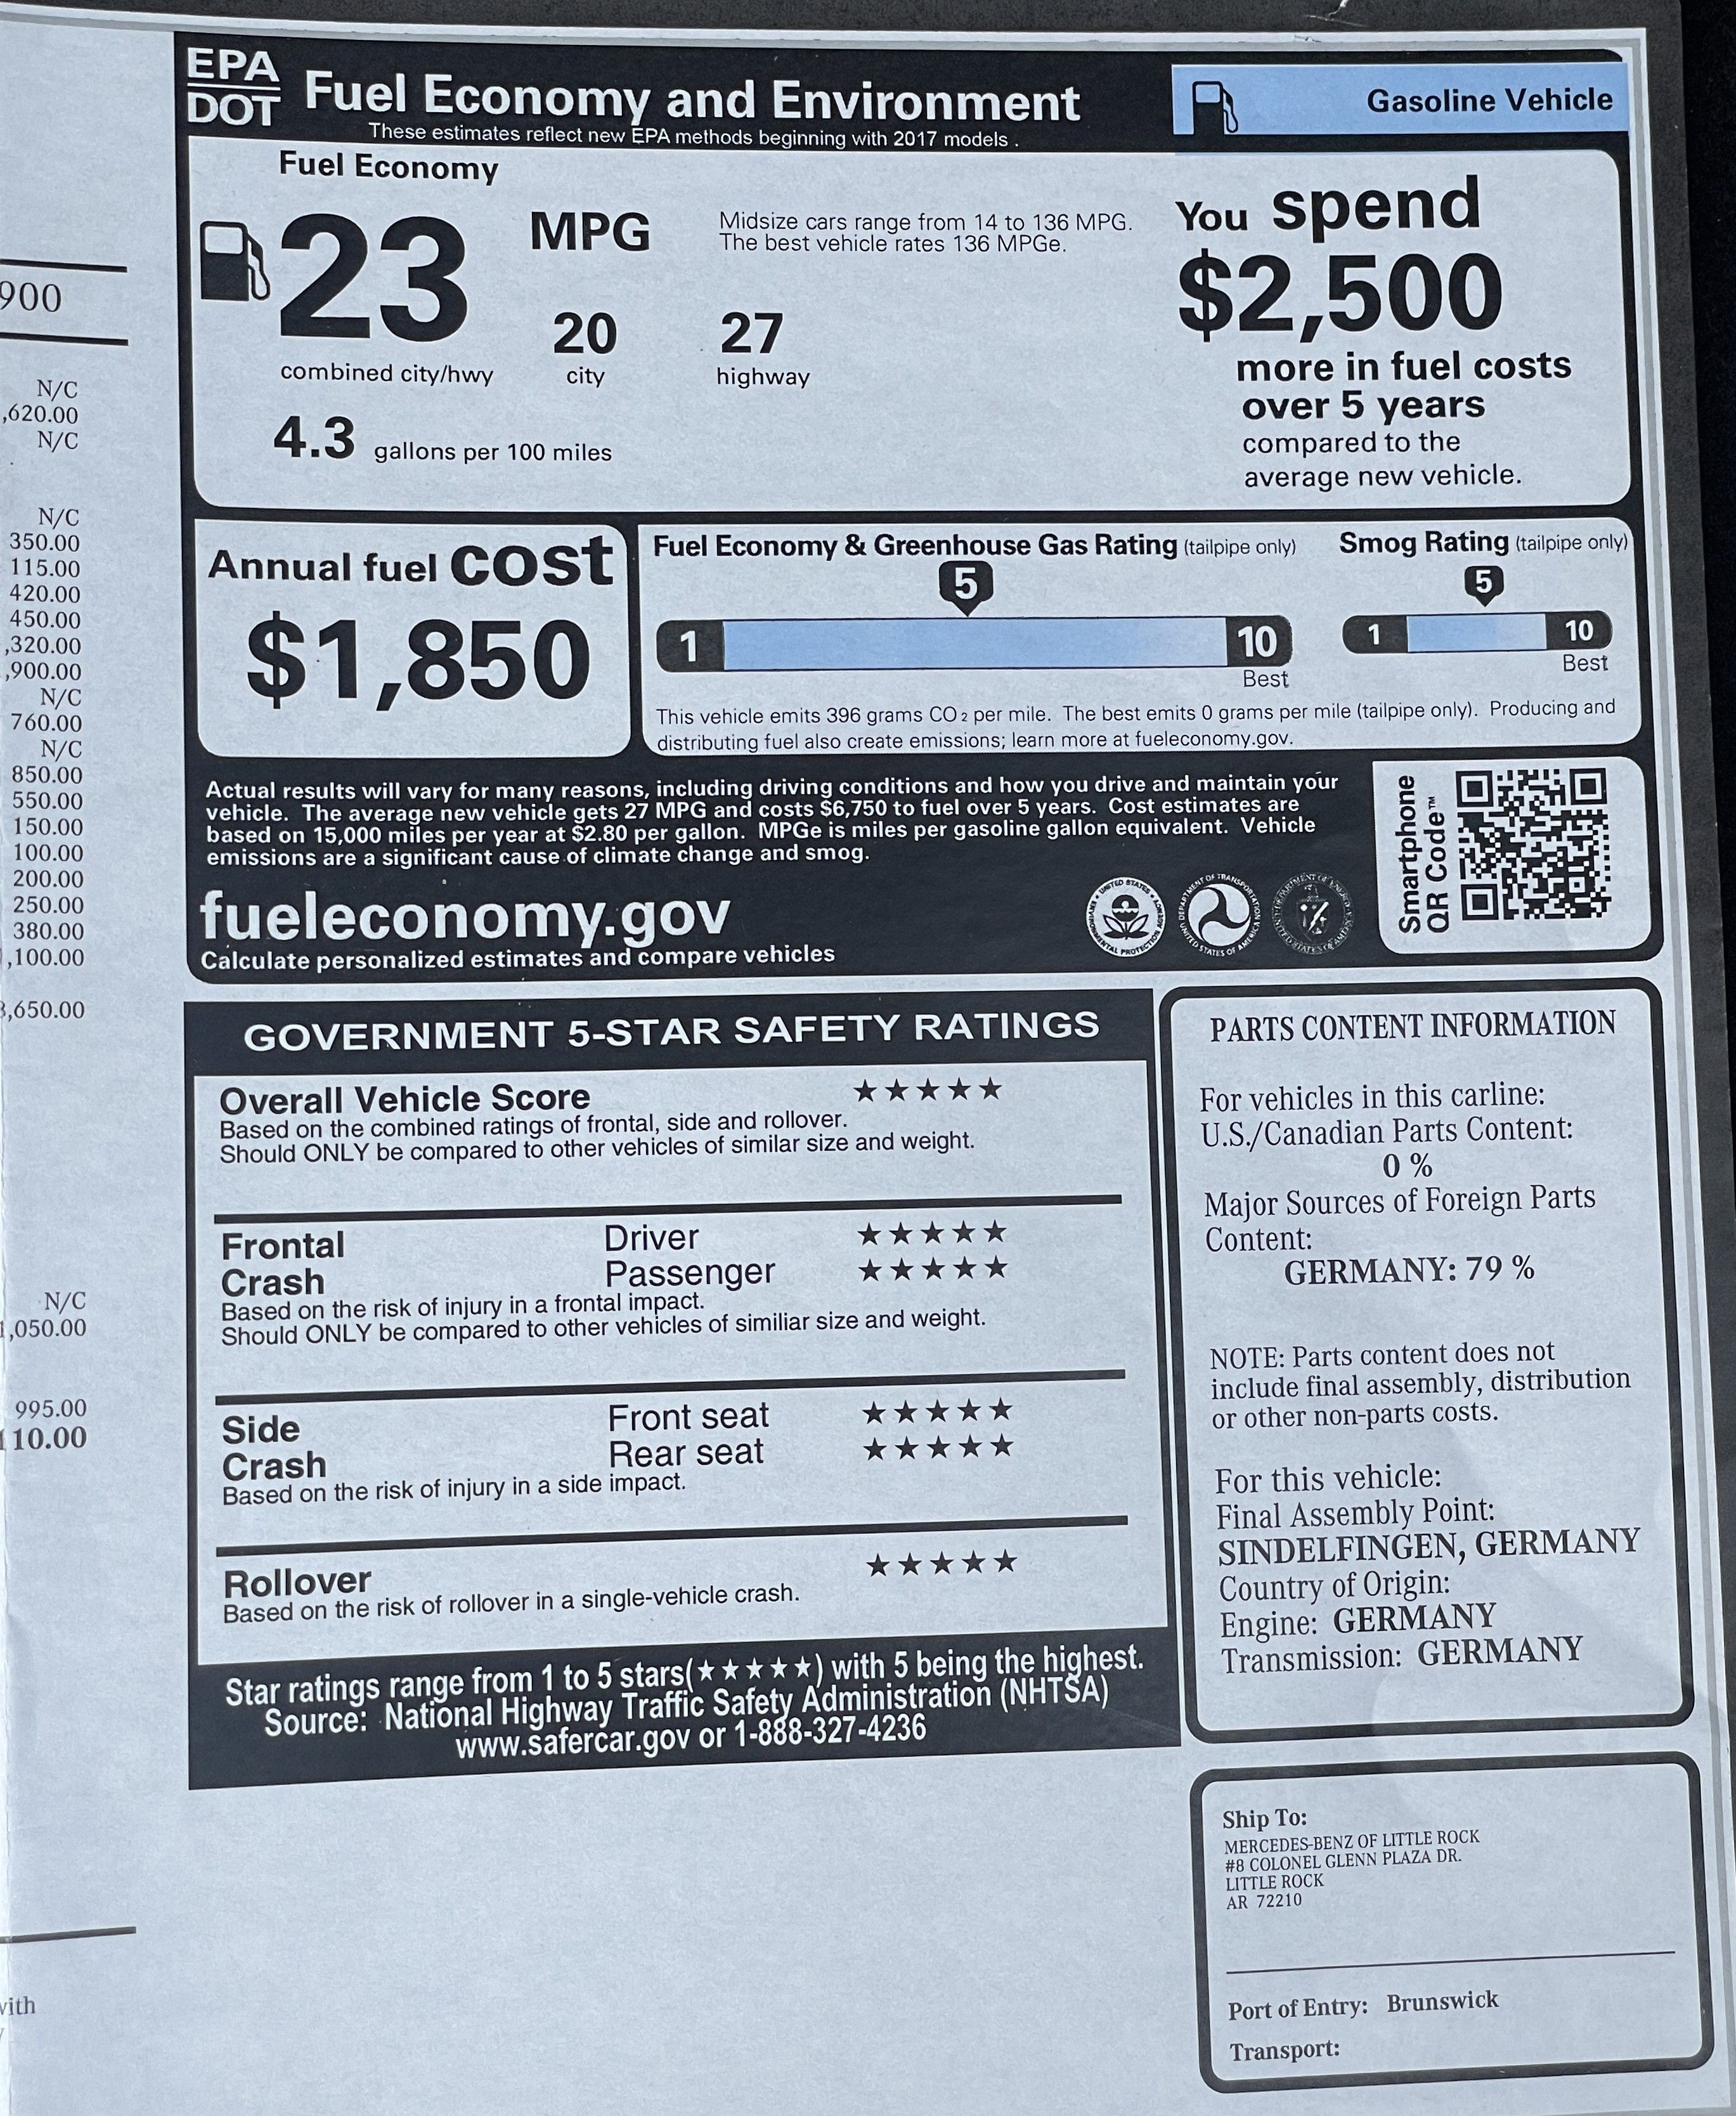 900
N/C
,620.00
N/C
N/C
350.00
115.00
420.00
450.00
,320.00
,900.00
N/C
760.00
N/C
850.00
550.00
150.00
100.00
200.00
250.00
380.00
,100.00
3,650.00
N/C
1,050.00
995.00
110.00
with
EPA
DOT
Fuel Economy and Environment
These estimates reflect new EPA methods beginning with 2017 models .
Gasoline Vehicle
Fuel Economy
23 MPG
Midsize cars range from 14 to 136 MPG.
The best vehicle rates 136 MPGe.
20 27
combined city/hwy city highway
4.3 gallons per 100 miles
You spend
$2,500
more in fuel costs
over 5 years
compared to the
average new vehicle.
Annual fuel cost
$1,850
Fuel Economy & Greenhouse Gas Rating (tailpipe only)
5
1 10
Best
Smog Rating (tailpipe only)
5
1 10
Best
This vehicle emits 396 grams CO2 per mile. The best emits 0 grams per mile (tailpipe only). Producing and
distributing fuel also create emissions; learn more at fueleconomy.gov.
Actual results will vary for many reasons, including driving conditions and how you drive and maintain your
vehicle. The average new vehicle gets 27 MPG and costs $6,750 to fuel over 5 years. Cost estimates are
based on 15,000 miles per year at $2.80 per gallon. MPGe is miles per gasoline gallon equivalent. Vehicle
emissions are a significant cause of climate change and smog.
fueleconomy.gov
Calculate personalized estimates and compare vehicles
Smartphone
QR Code™
GOVERNMENT 5-STAR SAFETY RATINGS
Overall Vehicle Score ★★★★★
Based on the combined ratings of frontal, side and rollover.
Should ONLY be compared to other vehicles of similar size and weight.
Frontal Driver ★★★★★
Crash Passenger ★★★★★
Based on the risk of injury in a frontal impact.
Should ONLY be compared to other vehicles of similiar size and weight.
Side Front seat ★★★★★
Crash Rear seat ★★★★★
Based on the risk of injury in a side impact.
Rollover ★★★★★
Based on the risk of rollover in a single-vehicle crash.
Star ratings range from 1 to 5 stars(★★★★★) with 5 being the highest.
Source: National Highway Traffic Safety Administration (NHTSA)
www.safercar.gov or 1-888-327-4236
PARTS CONTENT INFORMATION
For vehicles in this carline:
U.S./Canadian Parts Content:
0 %
Major Sources of Foreign Parts
Content:
GERMANY: 79 %
NOTE: Parts content does not
include final assembly, distribution
or other non-parts costs.
For this vehicle:
Final Assembly Point:
SINDELFINGEN, GERMANY
Country of Origin:
Engine: GERMANY
Transmission: GERMANY
Ship To:
MERCEDES-BENZ OF LITTLE ROCK
#8 COLONEL GLENN PLAZA DR.
LITTLE ROCK
AR 72210
Port of Entry: Brunswick
Transport: